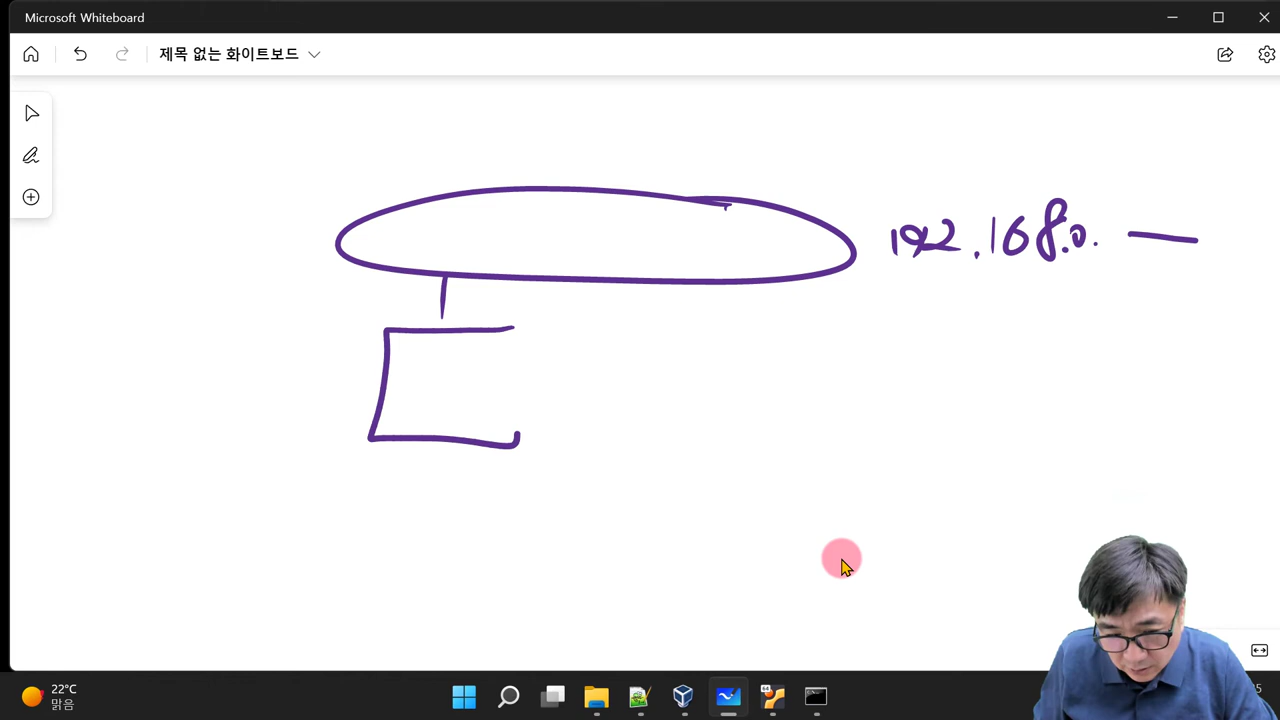 Microsoft Whiteboard
제목 없는 화이트보드
192.168.0. —
22°C
맑음